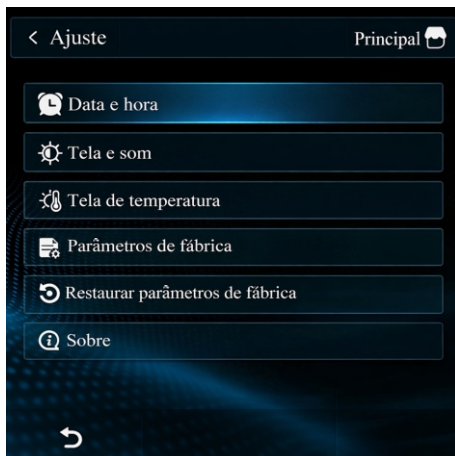 Ajuste
Principal
Data e hora
Tela e som
Tela de temperatura
Parâmetros de fábrica
Restaurar parâmetros de fábrica
Sobre